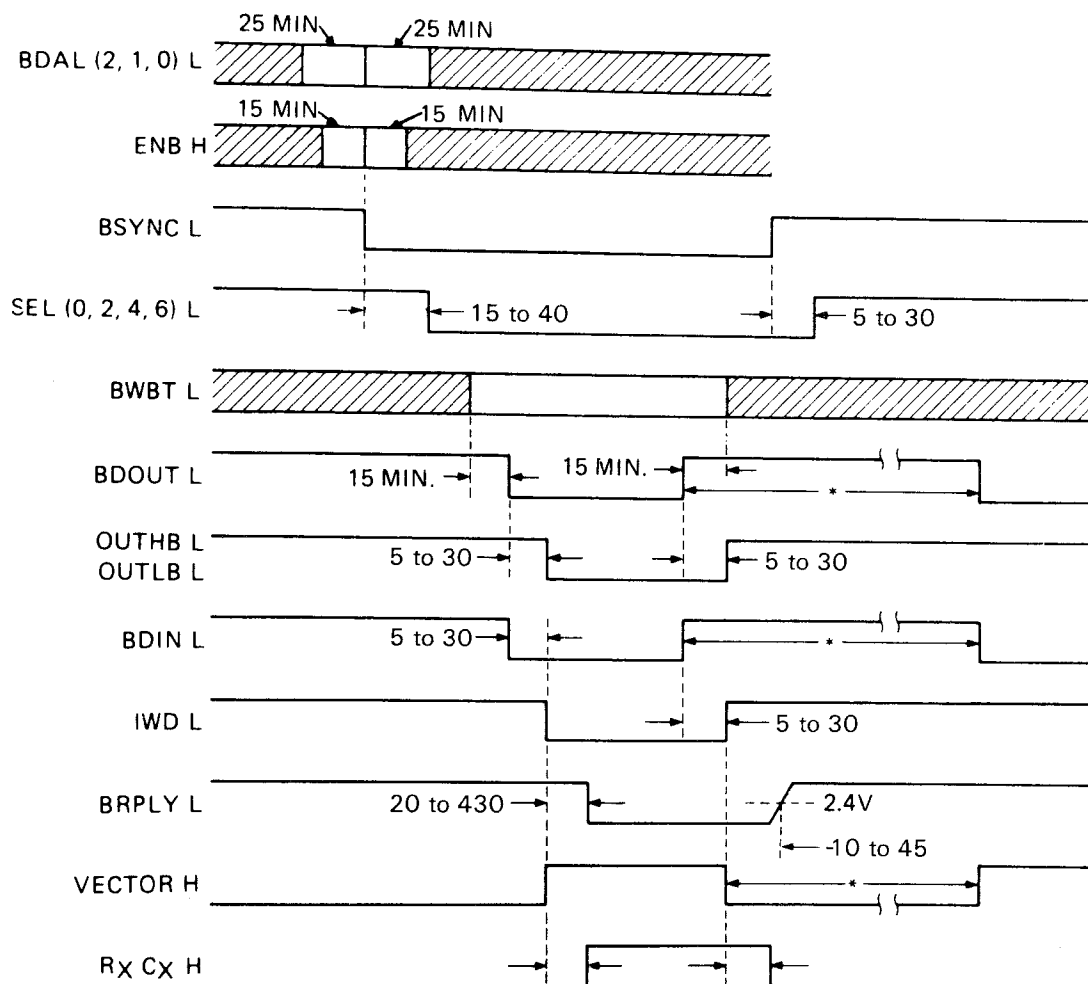 25 MIN 25 MIN
BDAL (2, 1, 0) L
15 MIN 15 MIN
ENB H
BSYNC L
SEL (0, 2, 4, 6) L 15 to 40 5 to 30
BWBT L
BDOUT L 15 MIN. 15 MIN. *
OUTHB L
OUTLB L 5 to 30 5 to 30
BDIN L 5 to 30 *
IWD L 5 to 30
BRPLY L 20 to 430 2.4V
-10 to 45
VECTOR H *
RX CX H